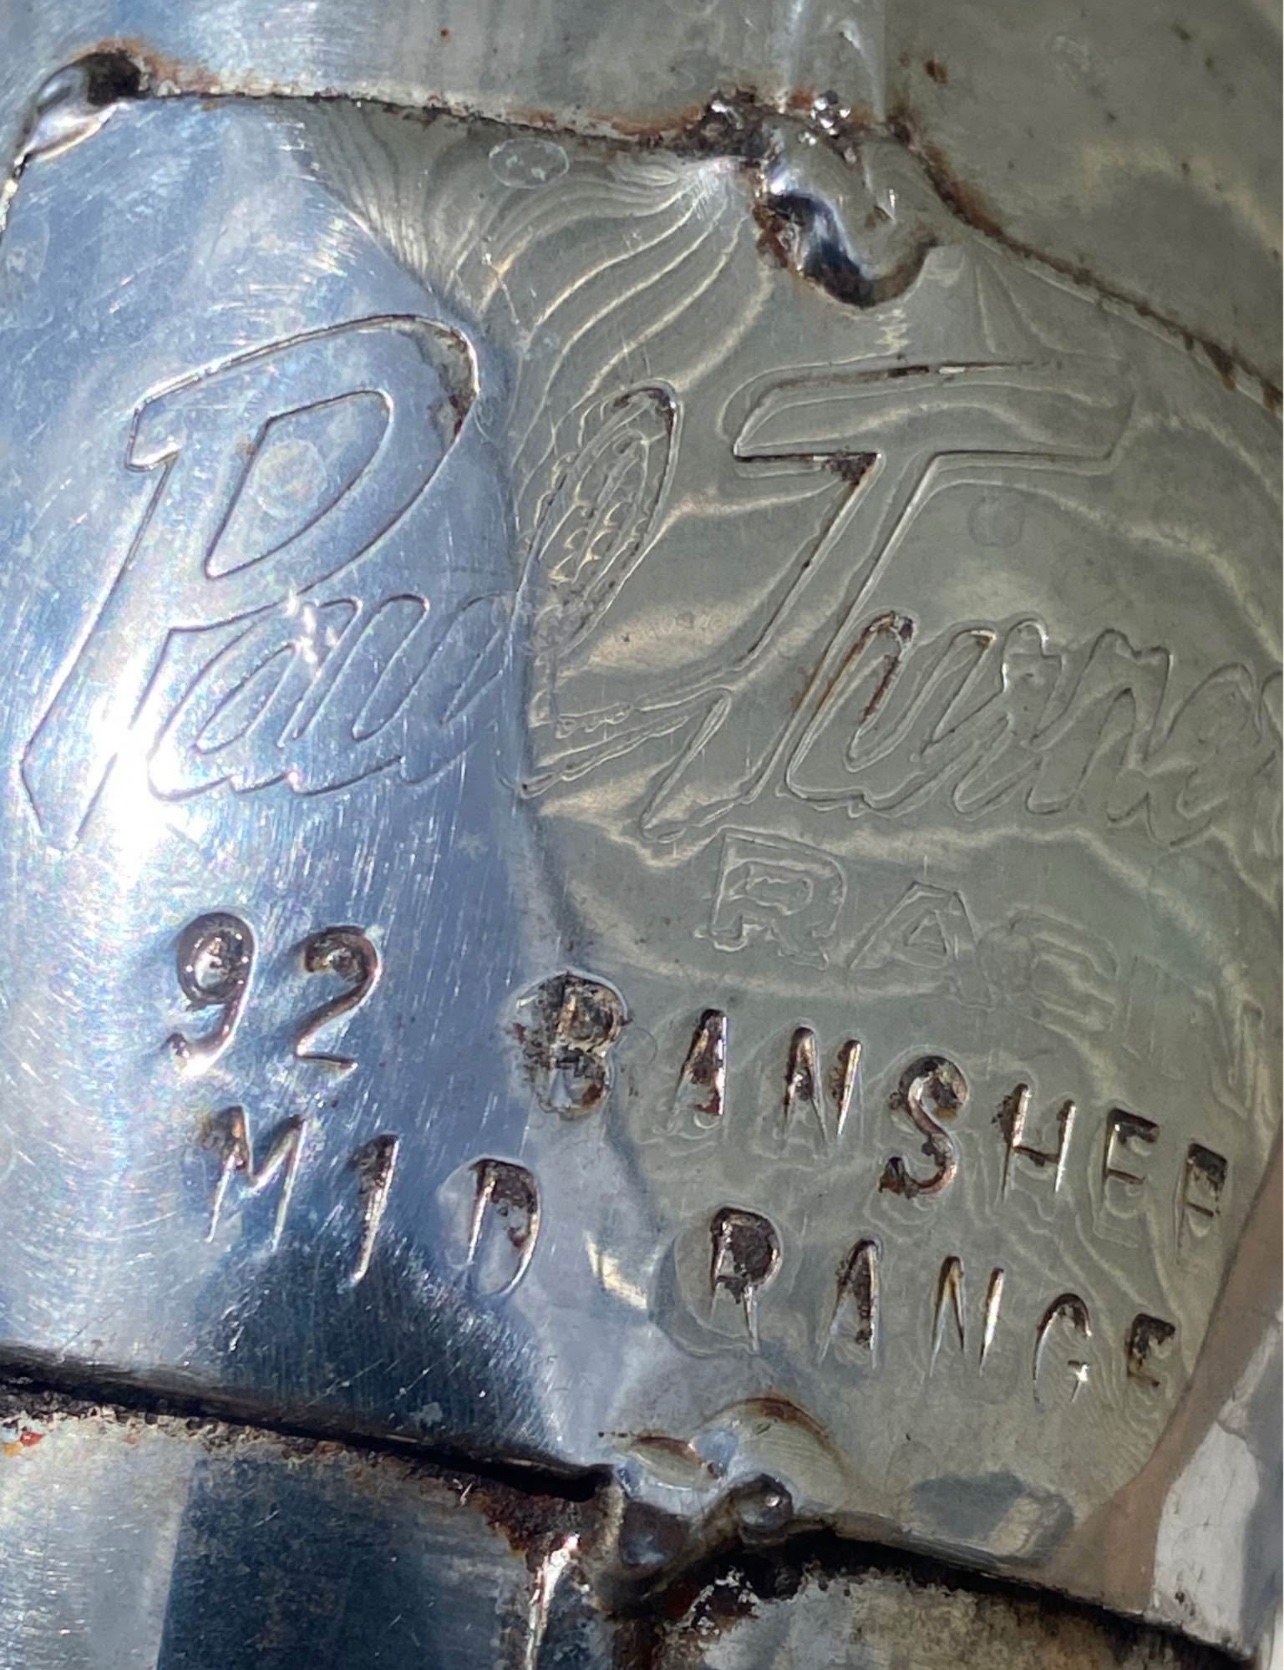 Paul Turner
RACING
92 BANSHEE
MID RANGE